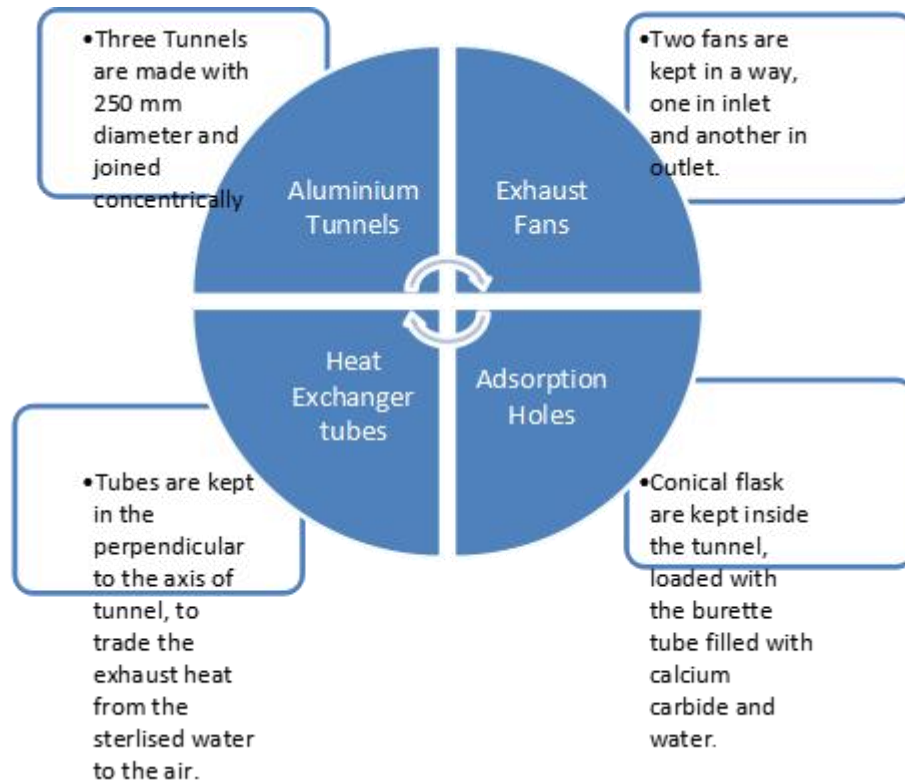 •Three Tunnels
are made with
250 mm
diameter and
joined
concentrically
Aluminium
Tunnels
Exhaust
Fans
•Two fans are
kept in a way,
one in inlet
and another in
outlet.
Heat
Exchanger
tubes
Adsorption
Holes
•Tubes are kept
in the
perpendicular
to the axis of
tunnel, to
trade the
exhaust heat
from the
sterlised water
to the air.
•Conical flask
are kept inside
the tunnel,
loaded with
the burette
tube filled with
calcium
carbide and
water.